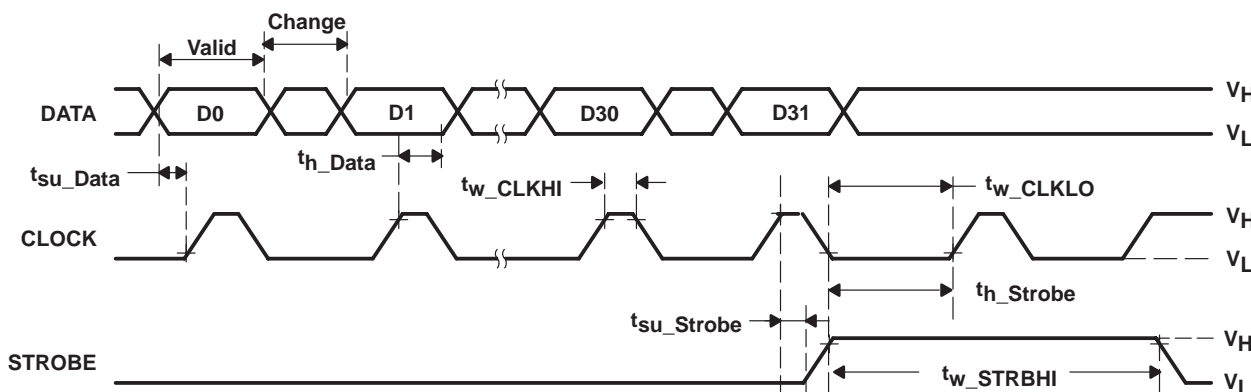 Change
Valid
DATA
D0
D1
D30
D31
VH
VL
th_Data
tsu_Data
tw_CLKHI
tw_CLKLO
CLOCK
VH
VL
th_Strobe
tsu_Strobe
STROBE
VH
tw_STRBHI
VL